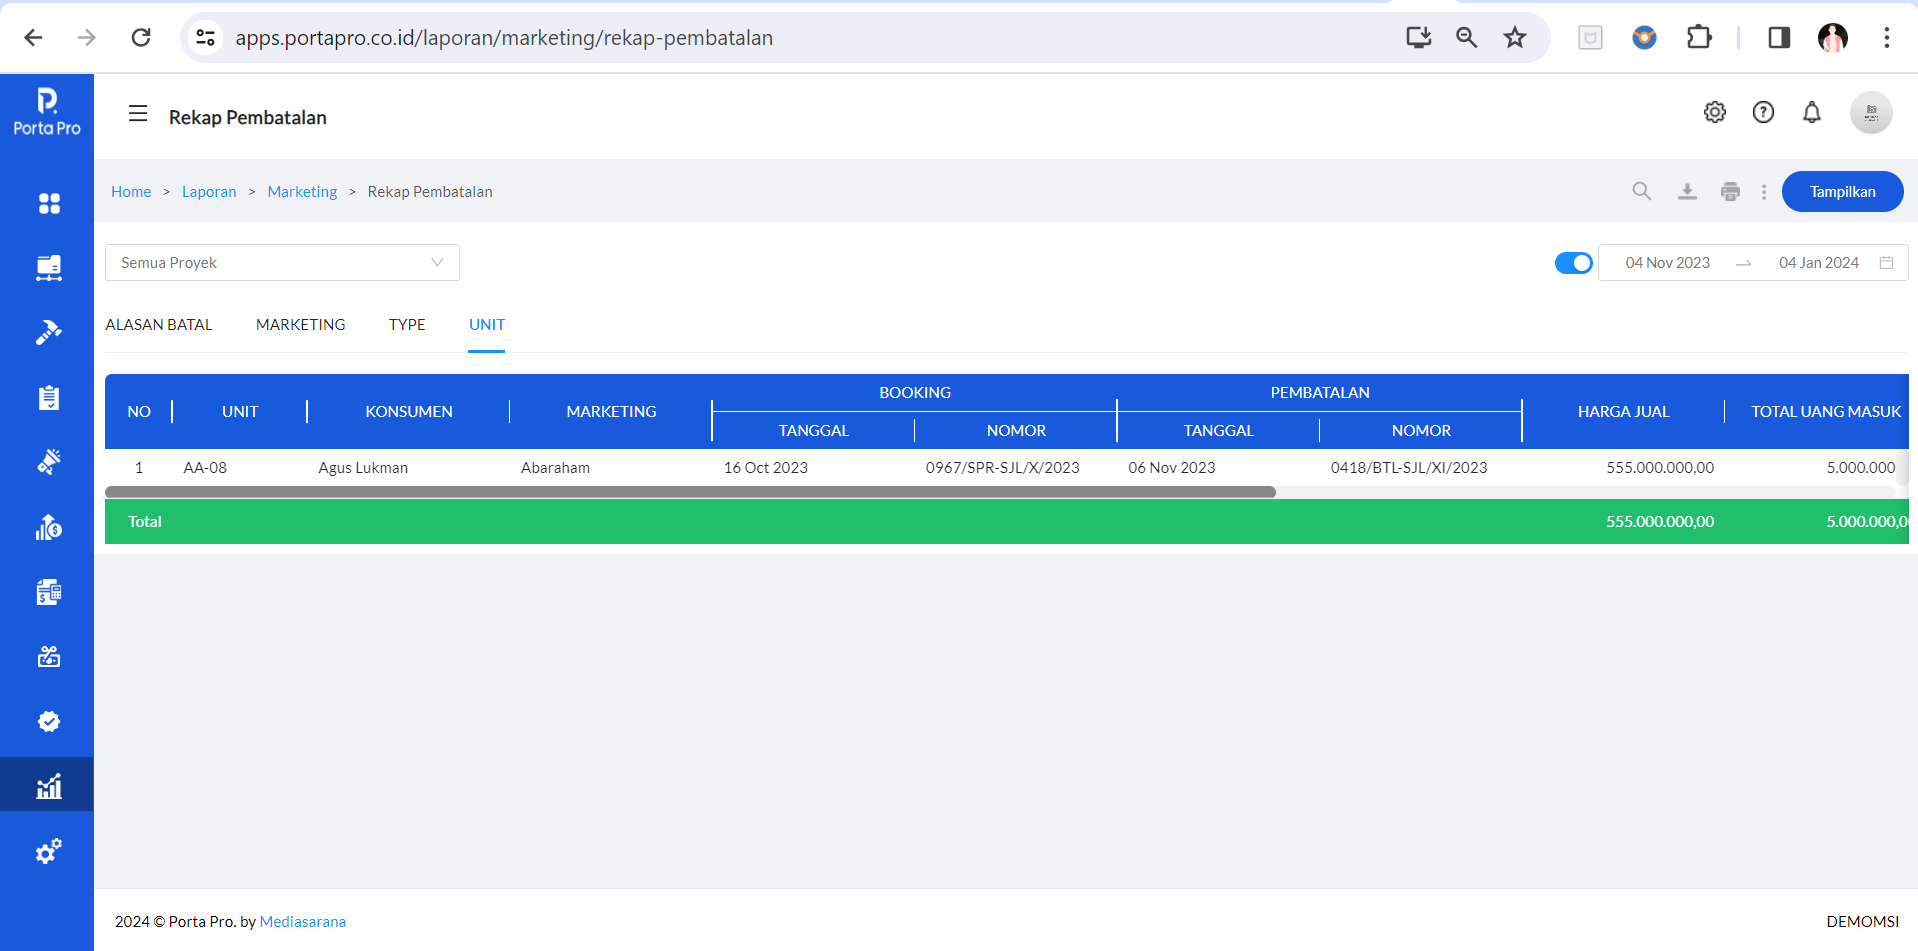 apps.portapro.co.id/laporan/marketing/rekap-pembatalan
Porta Pro
Rekap Pembatalan
Home > Laporan > Marketing > Rekap Pembatalan
Tampilkan
Semua Proyek
04 Nov 2023
04 Jan 2024
ALASAN BATAL MARKETING TYPE UNIT
NO UNIT KONSUMEN MARKETING BOOKING PEMBATALAN HARGA JUAL TOTAL UANG MASUK
TANGGAL NOMOR TANGGAL NOMOR
1 AA-08 Agus Lukman Abaraham 16 Oct 2023 0967/SPR-SJL/X/2023 06 Nov 2023 0418/BTL-SJL/XI/2023 555.000.000,00 5.000.000
Total 555.000.000,00 5.000.000,0
2024 © Porta Pro. by Mediasarana
DEMOMSI